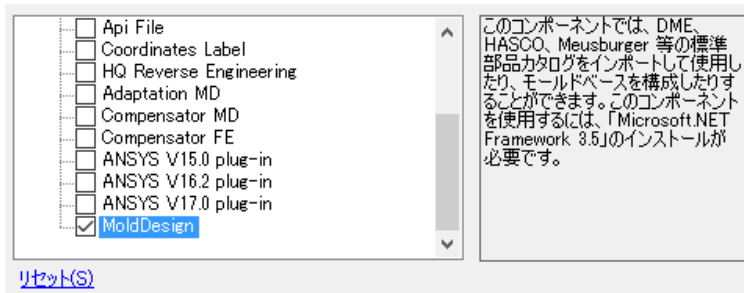 Api File
Coordinates Label
HQ Reverse Engineering
Adaptation MD
Compensator MD
Compensator FE
ANSYS V15.0 plug-in
ANSYS V16.2 plug-in
ANSYS V17.0 plug-in
MoldDesign
このコンポーネントでは、DME、
HASCO、Meusburger 等の標準
部品カタログをインポートして使用し
たり、モールドベースを構成したりす
ることができます。このコンポーネント
を使用するには、「Microsoft.NET
Framework 3.5」のインストールが
必要です。
リセット(S)